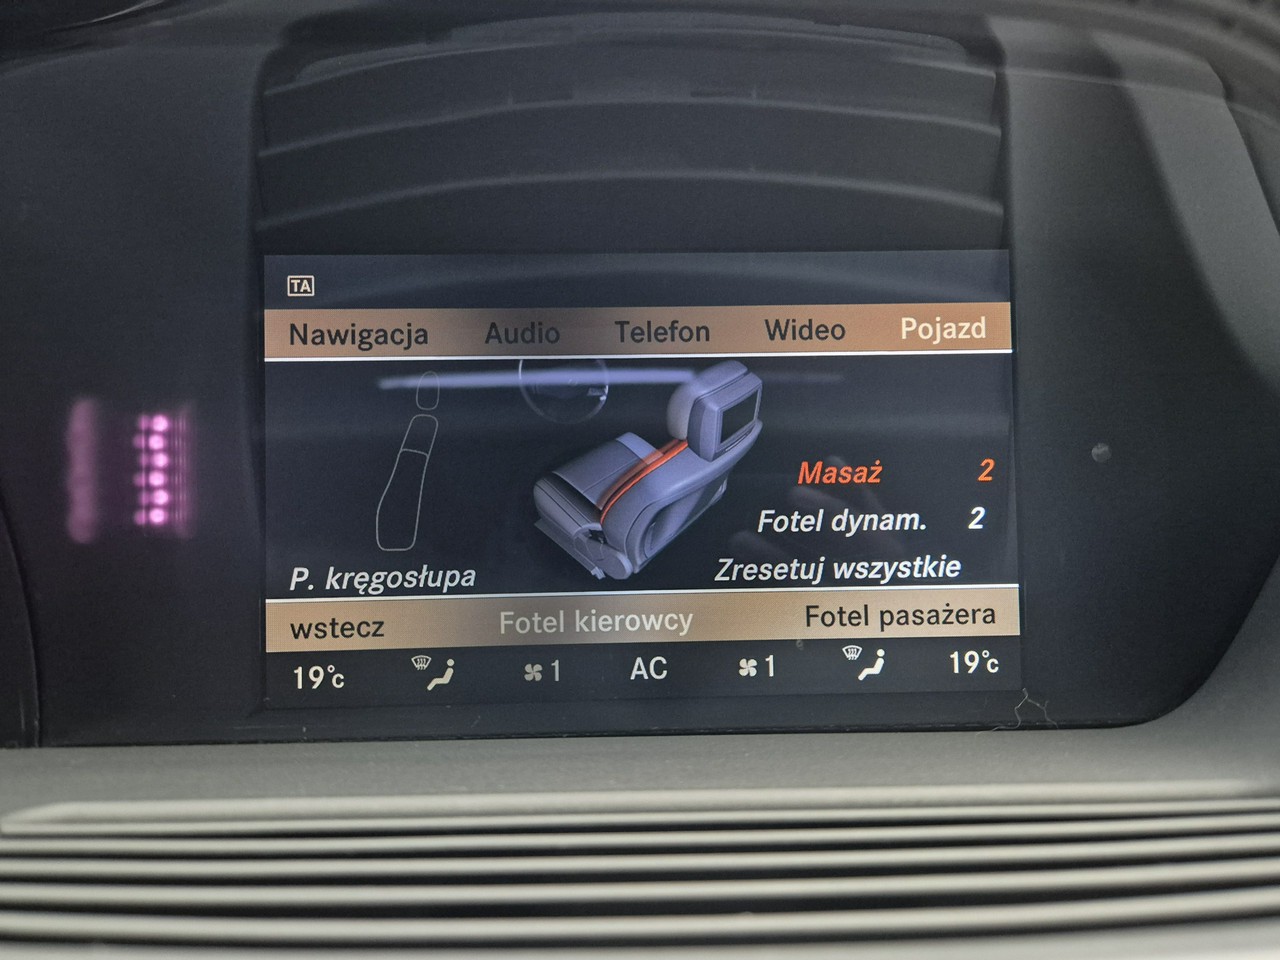 TA
Nawigacja Audio Telefon Wideo Pojazd
Masaż 2
Fotel dynam. 2
Zresetuj wszystkie
P. kręgosłupa
wstecz Fotel kierowcy Fotel pasażera
19°C 1 AC 1 19°C